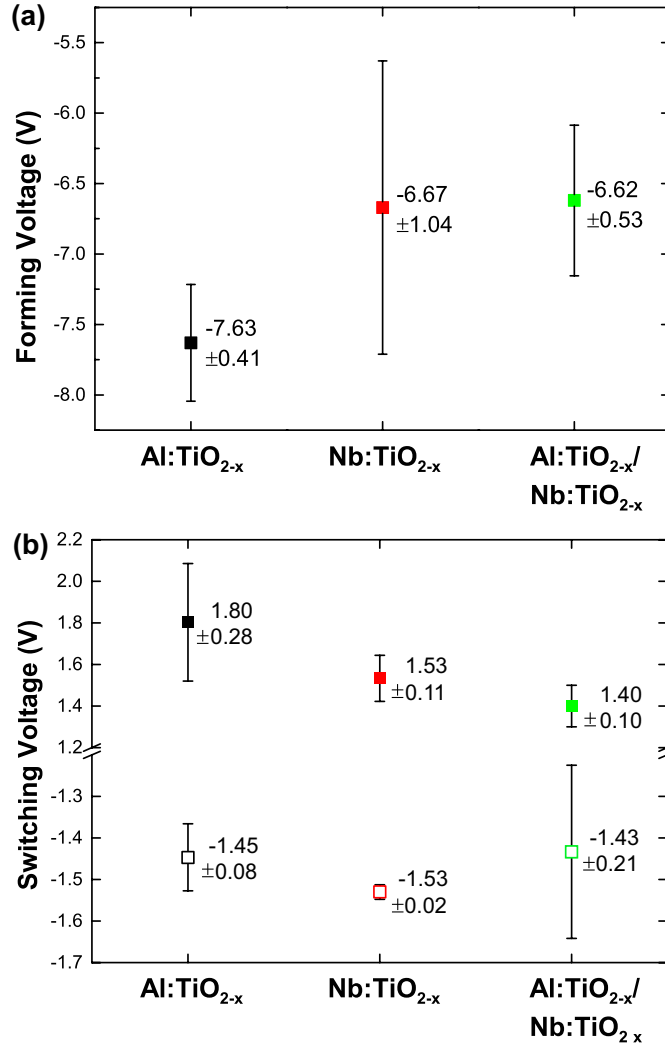 (a)
Forming Voltage (V)
-5.5
-6.0
-6.5
-7.0
-7.5
-8.0
-7.63
±0.41
-6.67
±1.04
-6.62
±0.53
Al:TiO2-x
Nb:TiO2-x
Al:TiO2-x/
Nb:TiO2-x
(b)
Switching Voltage (V)
2.2
2.0
1.8
1.6
1.4
1.2
-1.3
-1.4
-1.5
-1.6
-1.7
1.80
±0.28
1.53
±0.11
1.40
±0.10
-1.45
±0.08
-1.53
±0.02
-1.43
±0.21
Al:TiO2-x
Nb:TiO2-x
Al:TiO2-x/
Nb:TiO2 x